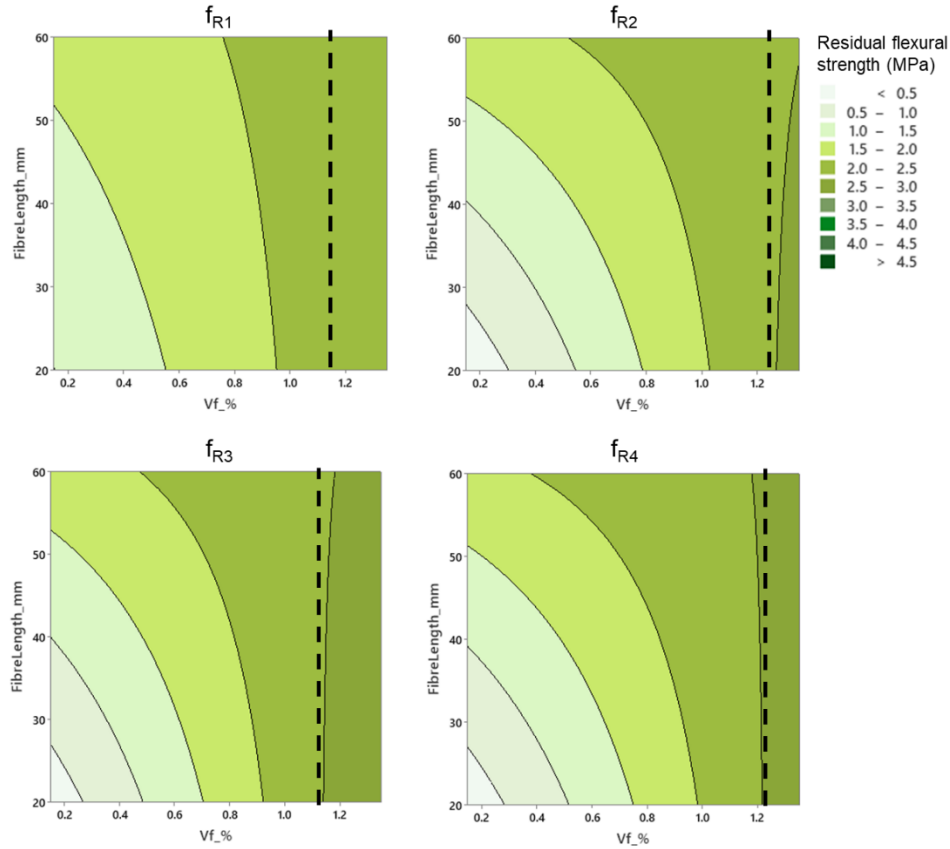 f_R1
f_R2
Residual flexural
strength (MPa)
< 0.5
0.5 – 1.0
1.0 – 1.5
1.5 – 2.0
2.0 – 2.5
2.5 – 3.0
3.0 – 3.5
3.5 – 4.0
4.0 – 4.5
> 4.5
60
50
40
30
20
FibreLength_mm
0.2 0.4 0.6 0.8 1.0 1.2
Vf_%
60
50
40
30
20
FibreLength_mm
0.2 0.4 0.6 0.8 1.0 1.2
Vf_%
f_R3
f_R4
60
50
40
30
20
FibreLength_mm
0.2 0.4 0.6 0.8 1.0 1.2
Vf_%
60
50
40
30
20
FibreLength_mm
0.2 0.4 0.6 0.8 1.0 1.2
Vf_%